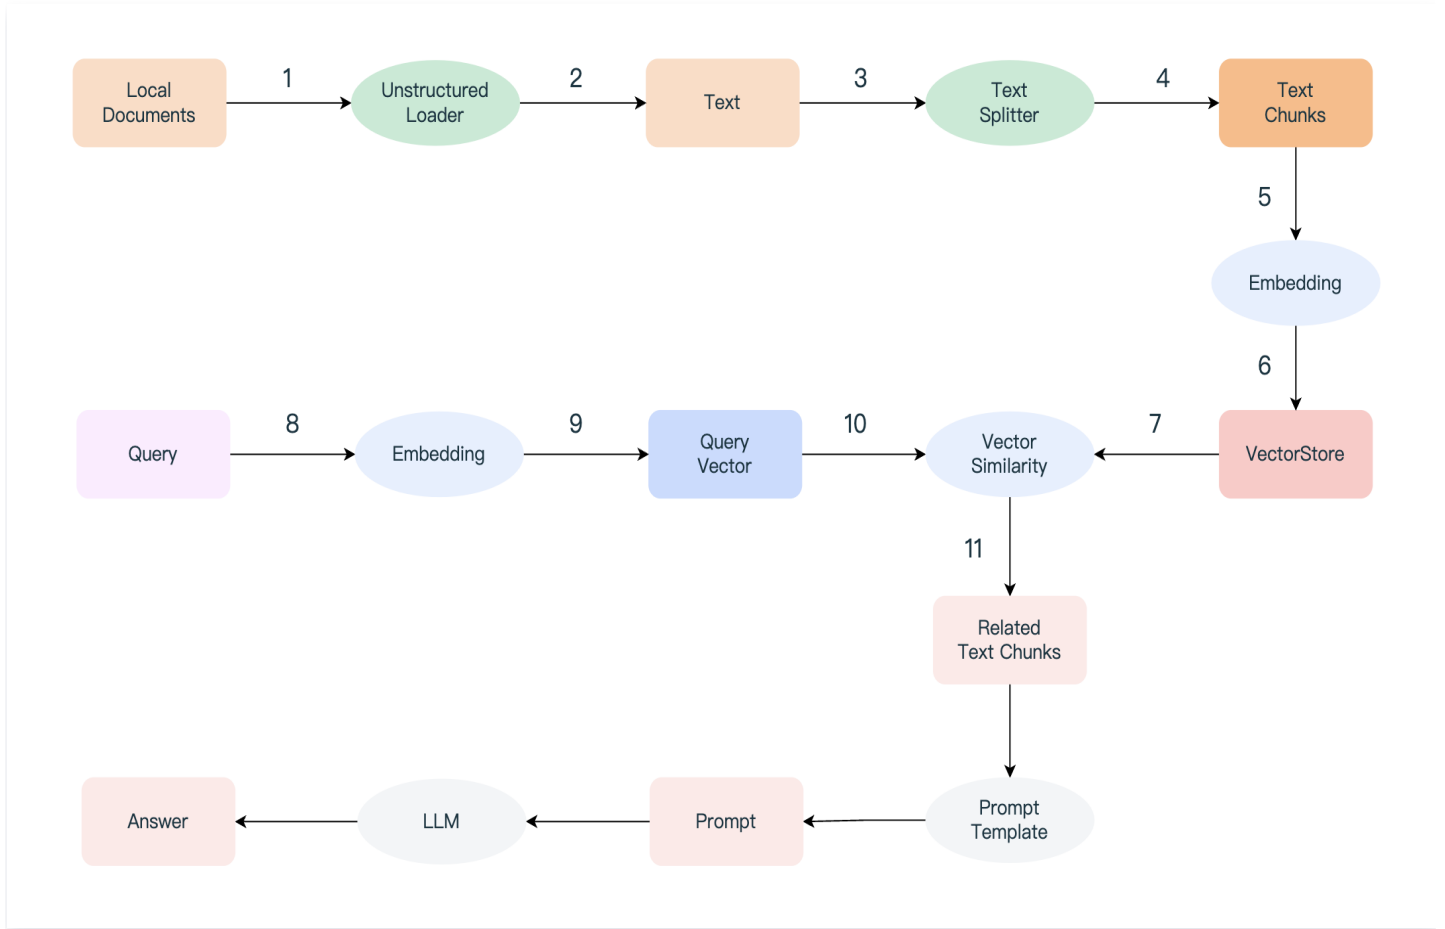 1
2
3
4
Local
Documents
Unstructured
Loader
Text
Text
Splitter
Text
Chunks
5
Embedding
6
8
9
10
7
Query
Embedding
Query
Vector
Vector
Similarity
VectorStore
11
Related
Text Chunks
Answer
LLM
Prompt
Prompt
Template